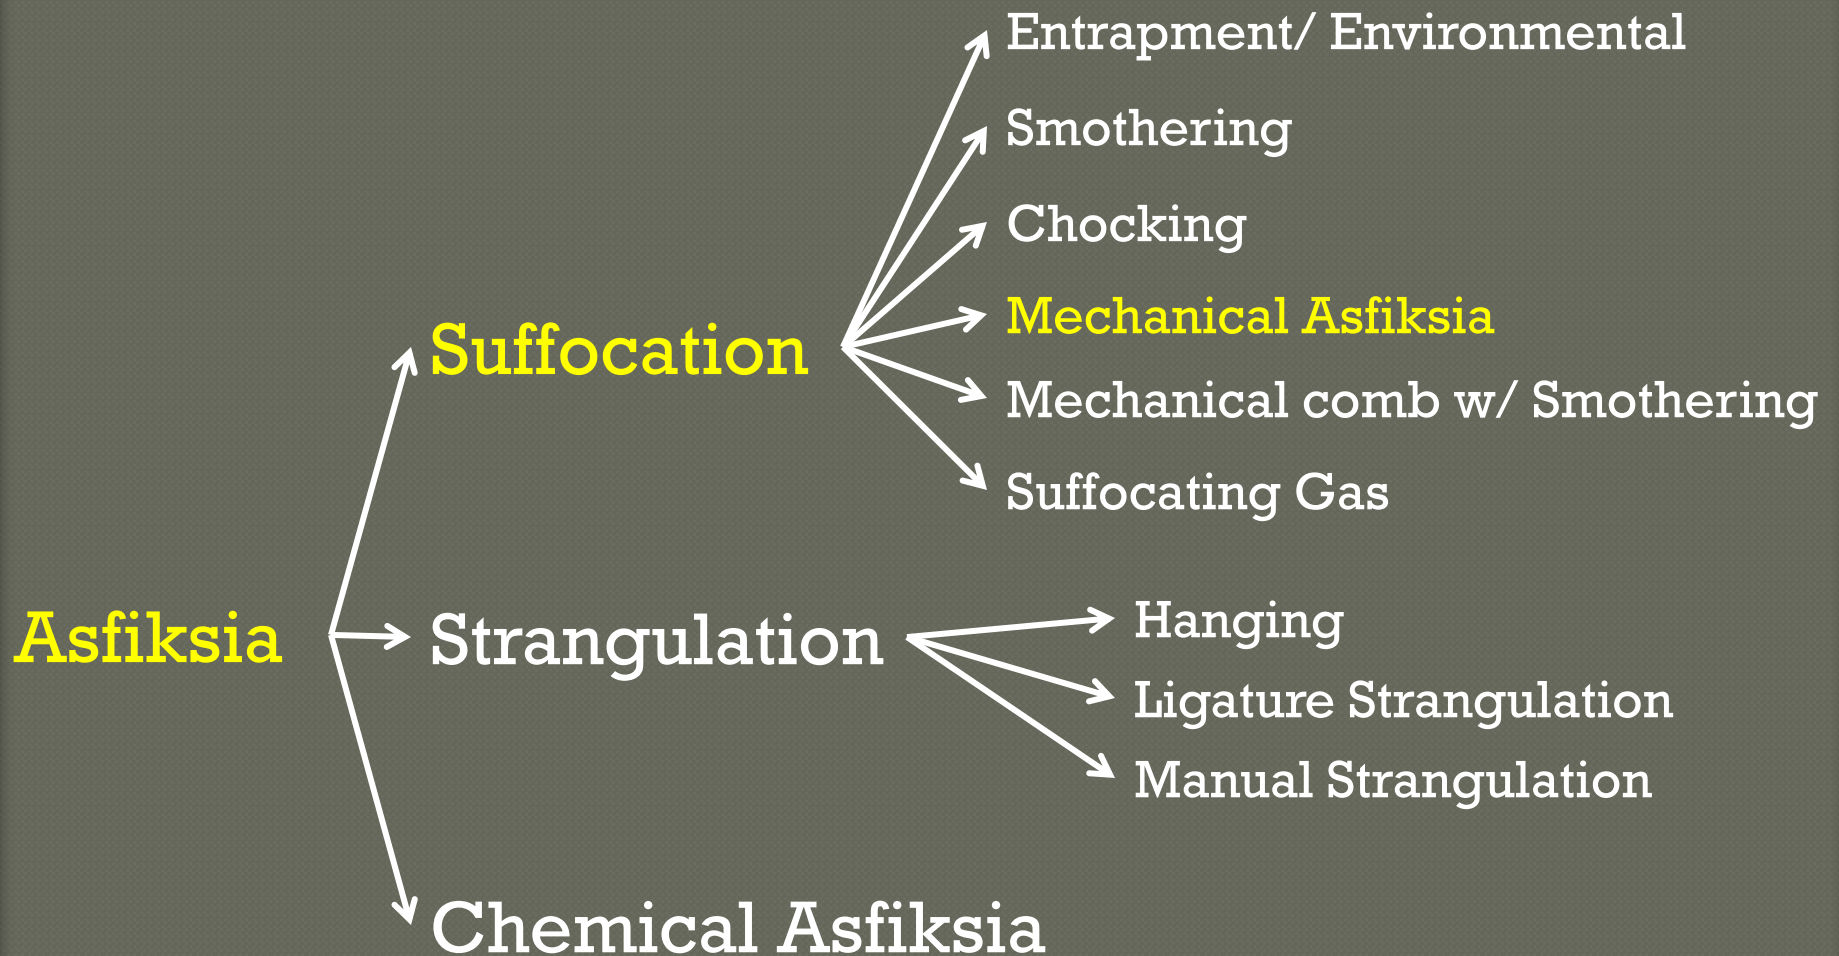 Entrapment/ Environmental
Smothering
Chocking
Mechanical Asfiksia
Suffocation
Mechanical comb w/ Smothering
Suffocating Gas
Asfiksia
Strangulation
Hanging
Ligature Strangulation
Manual Strangulation
Chemical Asfiksia